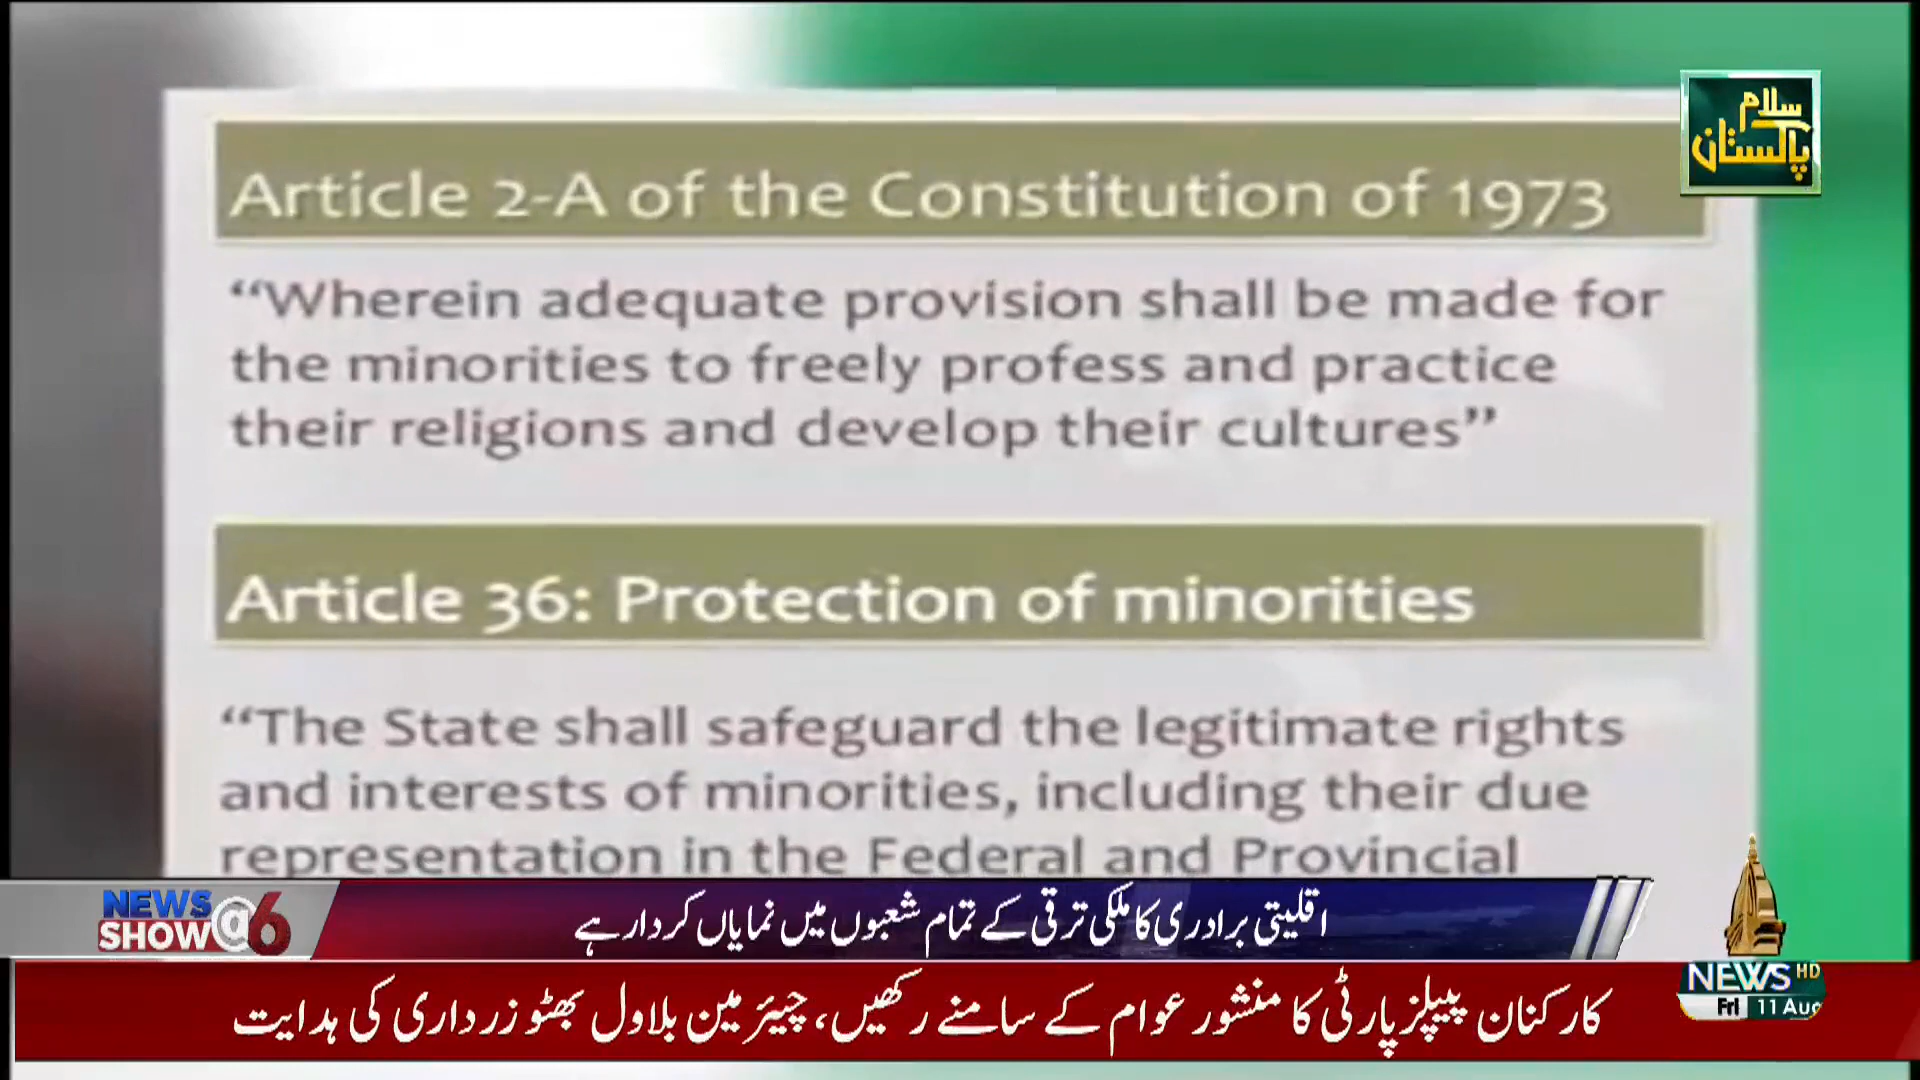 سلام
پاکستان
Article 2-A of the Constitution of 1973
“Wherein adequate provision shall be made for
the minorities to freely profess and practice
their religions and develop their cultures”
Article 36: Protection of minorities
“The State shall safeguard the legitimate rights
and interests of minorities, including their due
representation in the Federal and Provincial
NEWS
SHOW@6
اقلیتی برادری کا ملکی ترقی کے تمام شعبوں میں نمایاں کردار ہے
NEWS HD
Fri 11 Aug
کارکنان پیپلزپارٹی کا منشور عوام کے سامنے رکھیں، چیئرمین بلاول بھٹو زرداری کی ہدایت